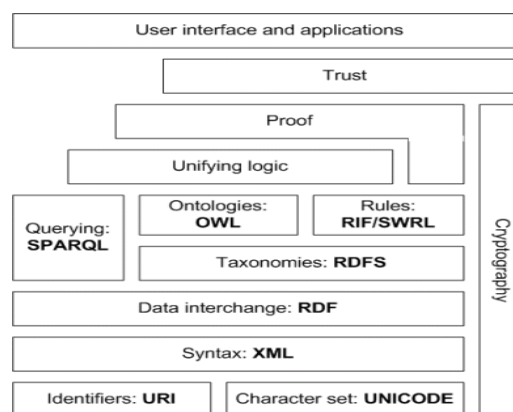 User interface and applications
Trust
Proof
Unifying logic
Querying:
SPARQL
Ontologies:
OWL
Rules:
RIF/SWRL
Taxonomies: RDFS
Data interchange: RDF
Syntax: XML
Identifiers: URI
Character set: UNICODE
Cryptography